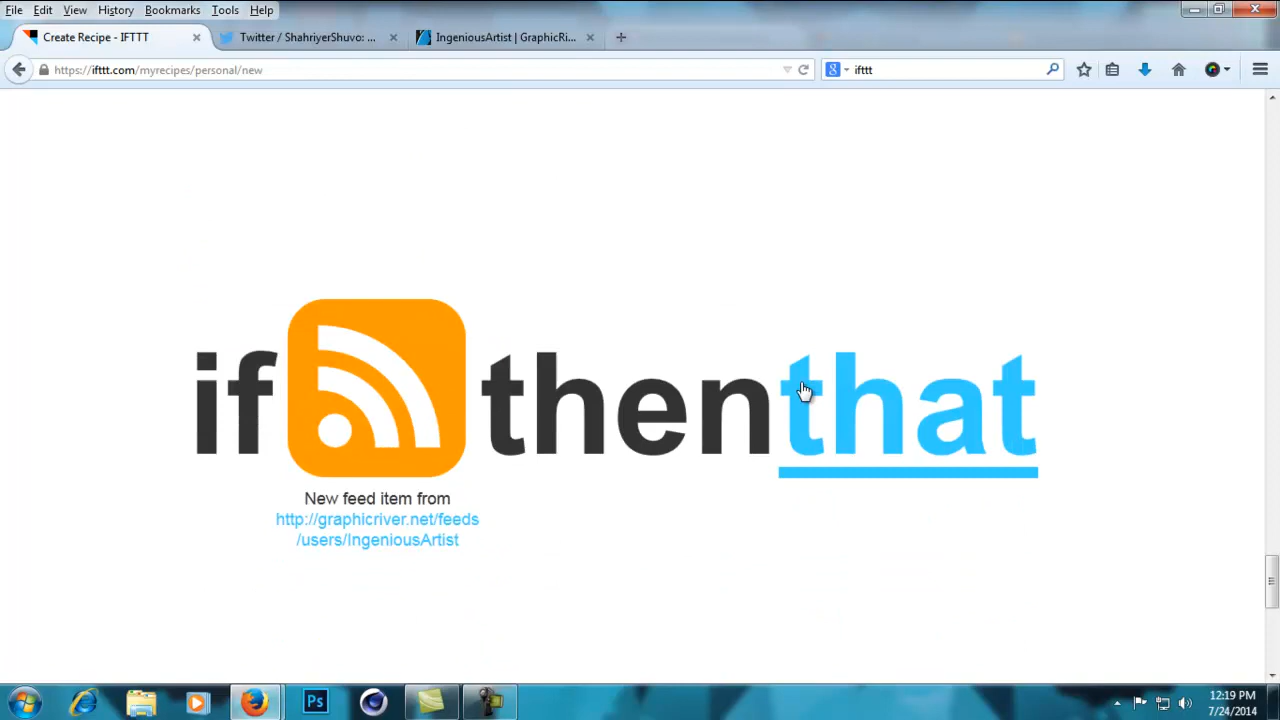 File Edit View History Bookmarks Tools Help
Create Recipe - IFTTT
Twitter / ShahriyerShuvo: ...
IngeniousArtist | GraphicRi...
https://ifttt.com/myrecipes/personal/new
ifttt
if then that
New feed item from
http://graphicriver.net/feeds
/users/IngeniousArtist
Ps
12:19 PM
7/24/2014